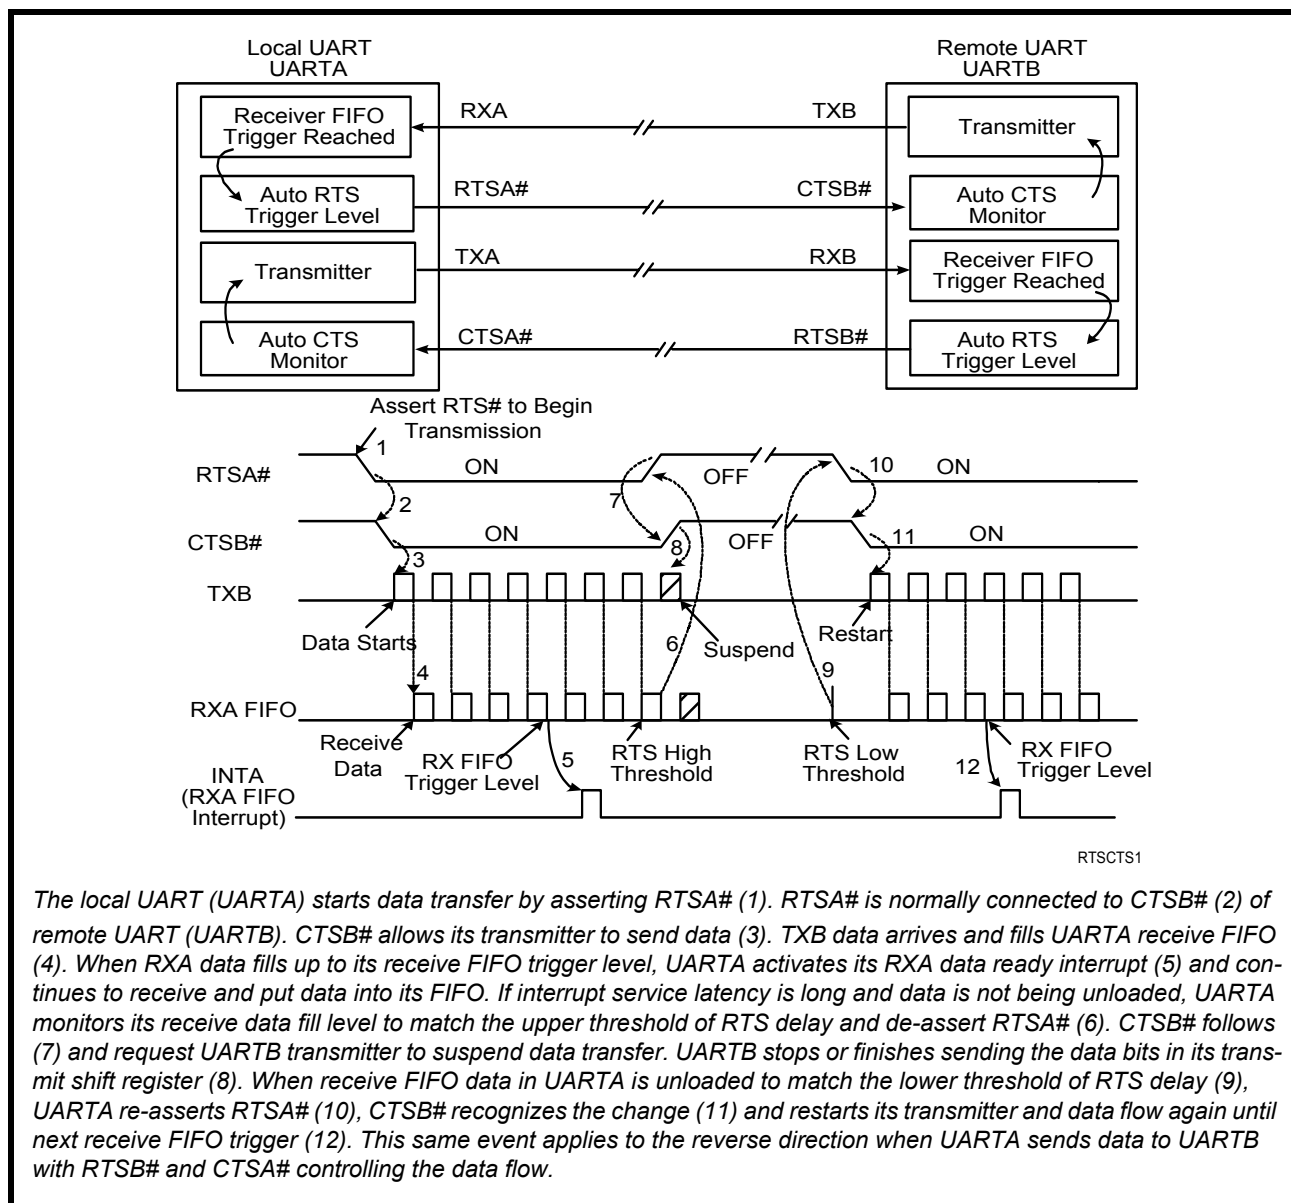 Local UART
UARTA
Remote UART
UARTB
Receiver FIFO
Trigger Reached
RXA
TXB
Transmitter
Auto RTS
Trigger Level
RTSA#
CTSB#
Auto CTS
Monitor
Transmitter
TXA
RXB
Receiver FIFO
Trigger Reached
Auto CTS
Monitor
CTSA#
RTSB#
Auto RTS
Trigger Level
Assert RTS# to Begin
Transmission
1
RTSA#
ON
7
OFF
10
ON
2
CTSB#
ON
8
OFF
11
ON
3
TXB
Data Starts
6
Suspend
Restart
4
9
RXA FIFO
Receive
Data
RX FIFO
Trigger Level
5
RTS High
Threshold
RTS Low
Threshold
12
RX FIFO
Trigger Level
INTA
(RXA FIFO
Interrupt)
RTSCTS1
The local UART (UARTA) starts data transfer by asserting RTSA# (1). RTSA# is normally connected to CTSB# (2) of
remote UART (UARTB). CTSB# allows its transmitter to send data (3). TXB data arrives and fills UARTA receive FIFO
(4). When RXA data fills up to its receive FIFO trigger level, UARTA activates its RXA data ready interrupt (5) and con-
tinues to receive and put data into its FIFO. If interrupt service latency is long and data is not being unloaded, UARTA
monitors its receive data fill level to match the upper threshold of RTS delay and de-assert RTSA# (6). CTSB# follows
(7) and request UARTB transmitter to suspend data transfer. UARTB stops or finishes sending the data bits in its trans-
mit shift register (8). When receive FIFO data in UARTA is unloaded to match the lower threshold of RTS delay (9),
UARTA re-asserts RTSA# (10), CTSB# recognizes the change (11) and restarts its transmitter and data flow again until
next receive FIFO trigger (12). This same event applies to the reverse direction when UARTA sends data to UARTB
with RTSB# and CTSA# controlling the data flow.